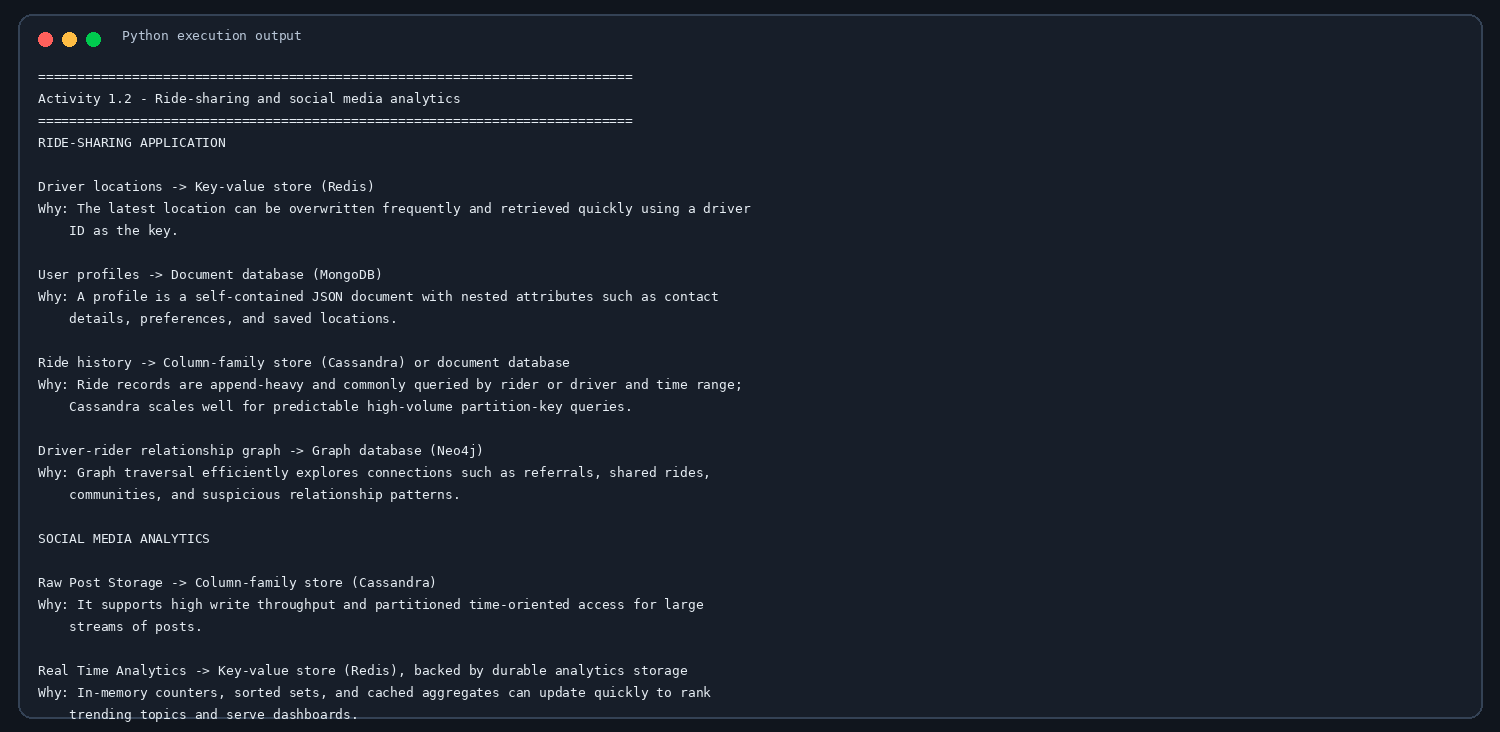 Python execution output
============================================================================
Activity 1.2 - Ride-sharing and social media analytics
============================================================================
RIDE-SHARING APPLICATION

Driver locations -> Key-value store (Redis)
Why: The latest location can be overwritten frequently and retrieved quickly using a driver
    ID as the key.

User profiles -> Document database (MongoDB)
Why: A profile is a self-contained JSON document with nested attributes such as contact
    details, preferences, and saved locations.

Ride history -> Column-family store (Cassandra) or document database
Why: Ride records are append-heavy and commonly queried by rider or driver and time range;
    Cassandra scales well for predictable high-volume partition-key queries.

Driver-rider relationship graph -> Graph database (Neo4j)
Why: Graph traversal efficiently explores connections such as referrals, shared rides,
    communities, and suspicious relationship patterns.

SOCIAL MEDIA ANALYTICS

Raw Post Storage -> Column-family store (Cassandra)
Why: It supports high write throughput and partitioned time-oriented access for large
    streams of posts.

Real Time Analytics -> Key-value store (Redis), backed by durable analytics storage
Why: In-memory counters, sorted sets, and cached aggregates can update quickly to rank
    trending topics and serve dashboards.